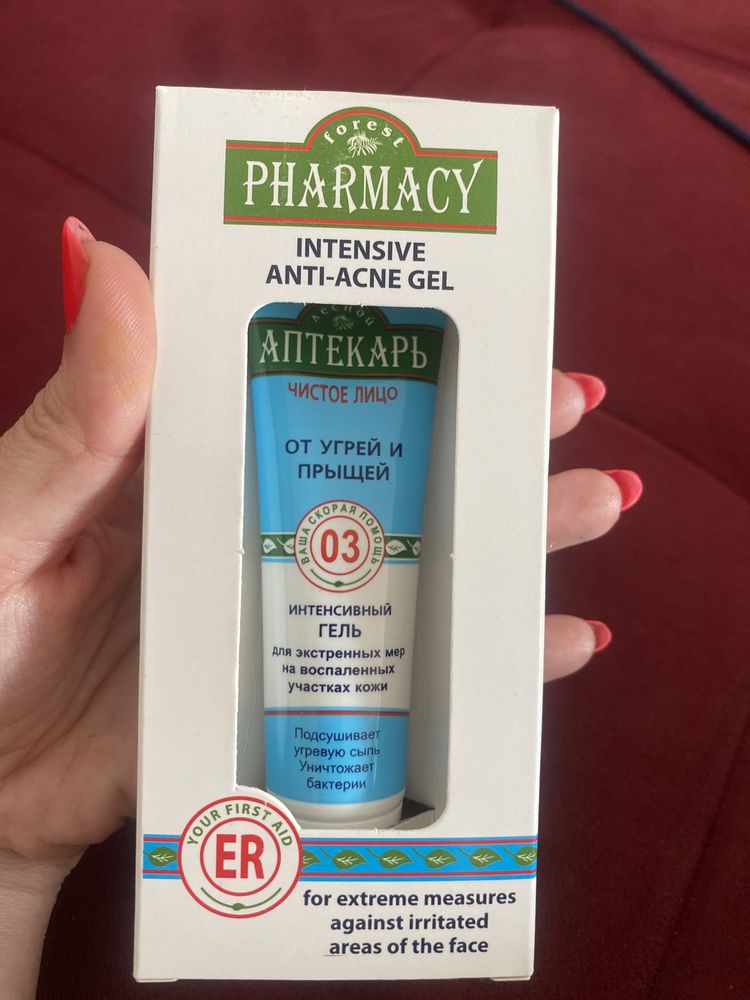 forest
PHARMACY
INTENSIVE
ANTI-ACNE GEL
лесной
АПТЕКАРЬ
ЧИСТОЕ ЛИЦО
ОТ УГРЕЙ И
ПРЫЩЕЙ
ВАША СКОРАЯ ПОМОЩЬ
03
ИНТЕНСИВНЫЙ
ГЕЛЬ
для экстренных мер
на воспаленных
участках кожи
Подсушивает
угревую сыпь
Уничтожает
бактерии
YOUR FIRST AID
ER
for extreme measures
against irritated
areas of the face